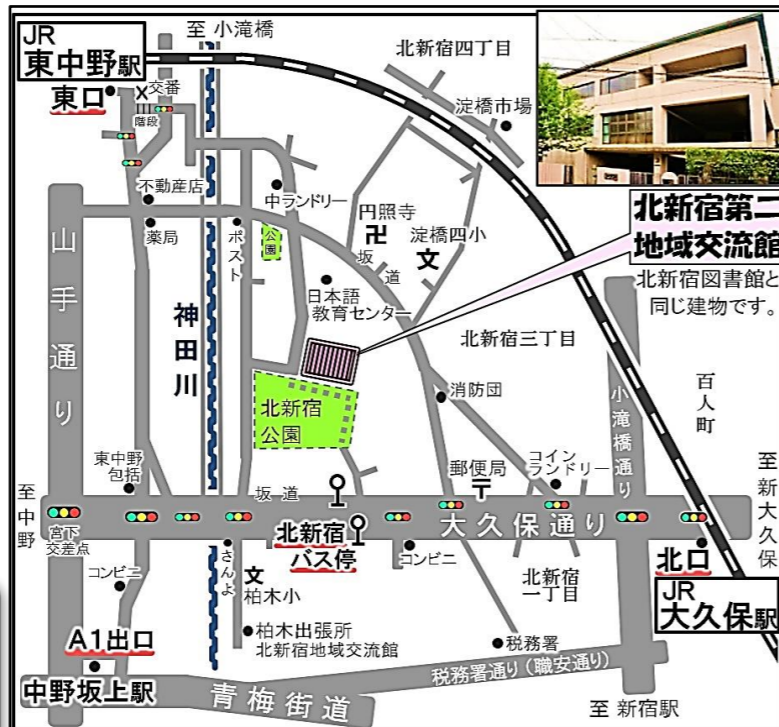 JR
東中野駅
至 小滝橋
東口
交番
階段
北新宿四丁目
淀橋市場
不動産店
薬局
ポスト
公園
中ランドリー
円照寺
卍
坂
道
淀橋四小
文
日本語
教育センター
北新宿第二
地域交流館
北新宿図書館と
同じ建物です。
山手通り
神田川
北新宿三丁目
消防団
小滝橋通り
百人町
北新宿
公園
東中野
包括
坂道
郵便局
〒
コイン
ランドリー
至中野
至新大久保
宮下
交差点
北新宿
バス停
大久保通り
コンビニ
北口
JR
大久保駅
コンビニ
さんよ
文
柏木小
北新宿
一丁目
柏木出張所
北新宿地域交流館
税務署
A1出口
中野坂上駅
青梅街道
税務署通り(職安通り)
至 新宿駅